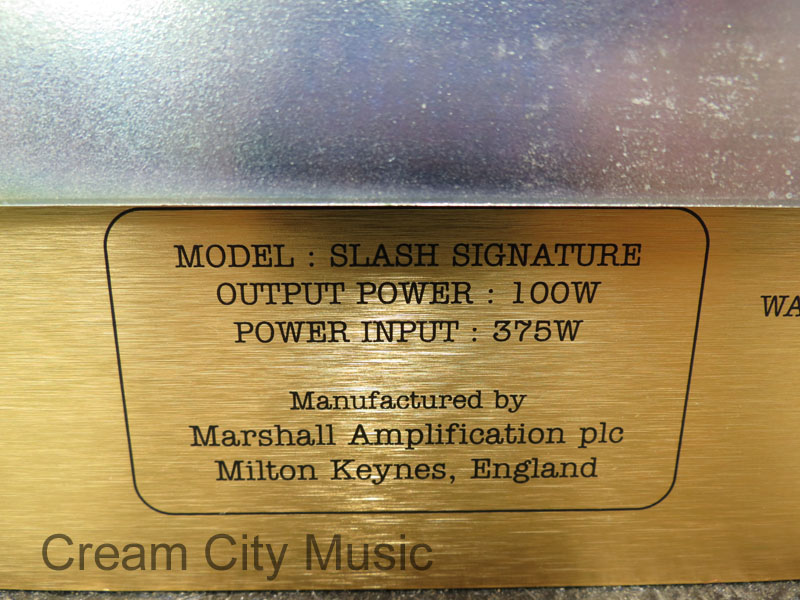 MODEL : SLASH SIGNATURE
OUTPUT POWER : 100W
POWER INPUT : 375W
Manufactured by
Marshall Amplification plc
Milton Keynes, England
Cream City Music